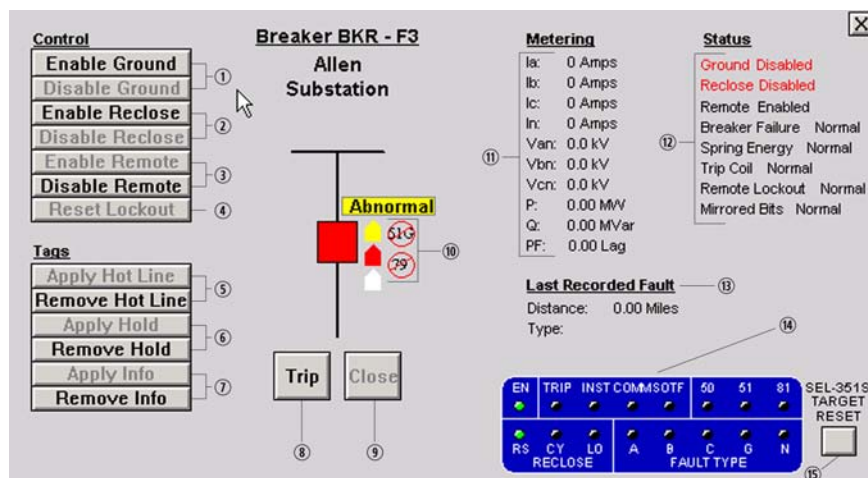 Control
Enable Ground
Disable Ground
①
Enable Reclose
Disable Reclose
②
Enable Remote
Disable Remote
③
Reset Lockout
④
Tags
Apply Hot Line
Remove Hot Line
⑤
Apply Hold
Remove Hold
⑥
Apply Info
Remove Info
⑦
Breaker BKR - F3
Allen
Substation
Abnormal
51G
79
⑩
Trip
Close
⑧
⑨
Metering
Ia: 0 Amps
Ib: 0 Amps
Ic: 0 Amps
In: 0 Amps
Van: 0.0 kV
Vbn: 0.0 kV
Vcn: 0.0 kV
P: 0.00 MW
Q: 0.00 MVar
PF: 0.00 Lag
⑪
X
Status
Ground Disabled
Reclose Disabled
Remote Enabled
Breaker Failure Normal
Spring Energy Normal
Trip Coil Normal
Remote Lockout Normal
Mirrored Bits Normal
⑫
Last Recorded Fault
⑬
Distance: 0.00 Miles
Type:
⑭
EN TRIP INST COMM SOTF 50 51 81
RS CY LO A B C G N
RECLOSE FAULT TYPE
SEL-351S
TARGET
RESET
⑮